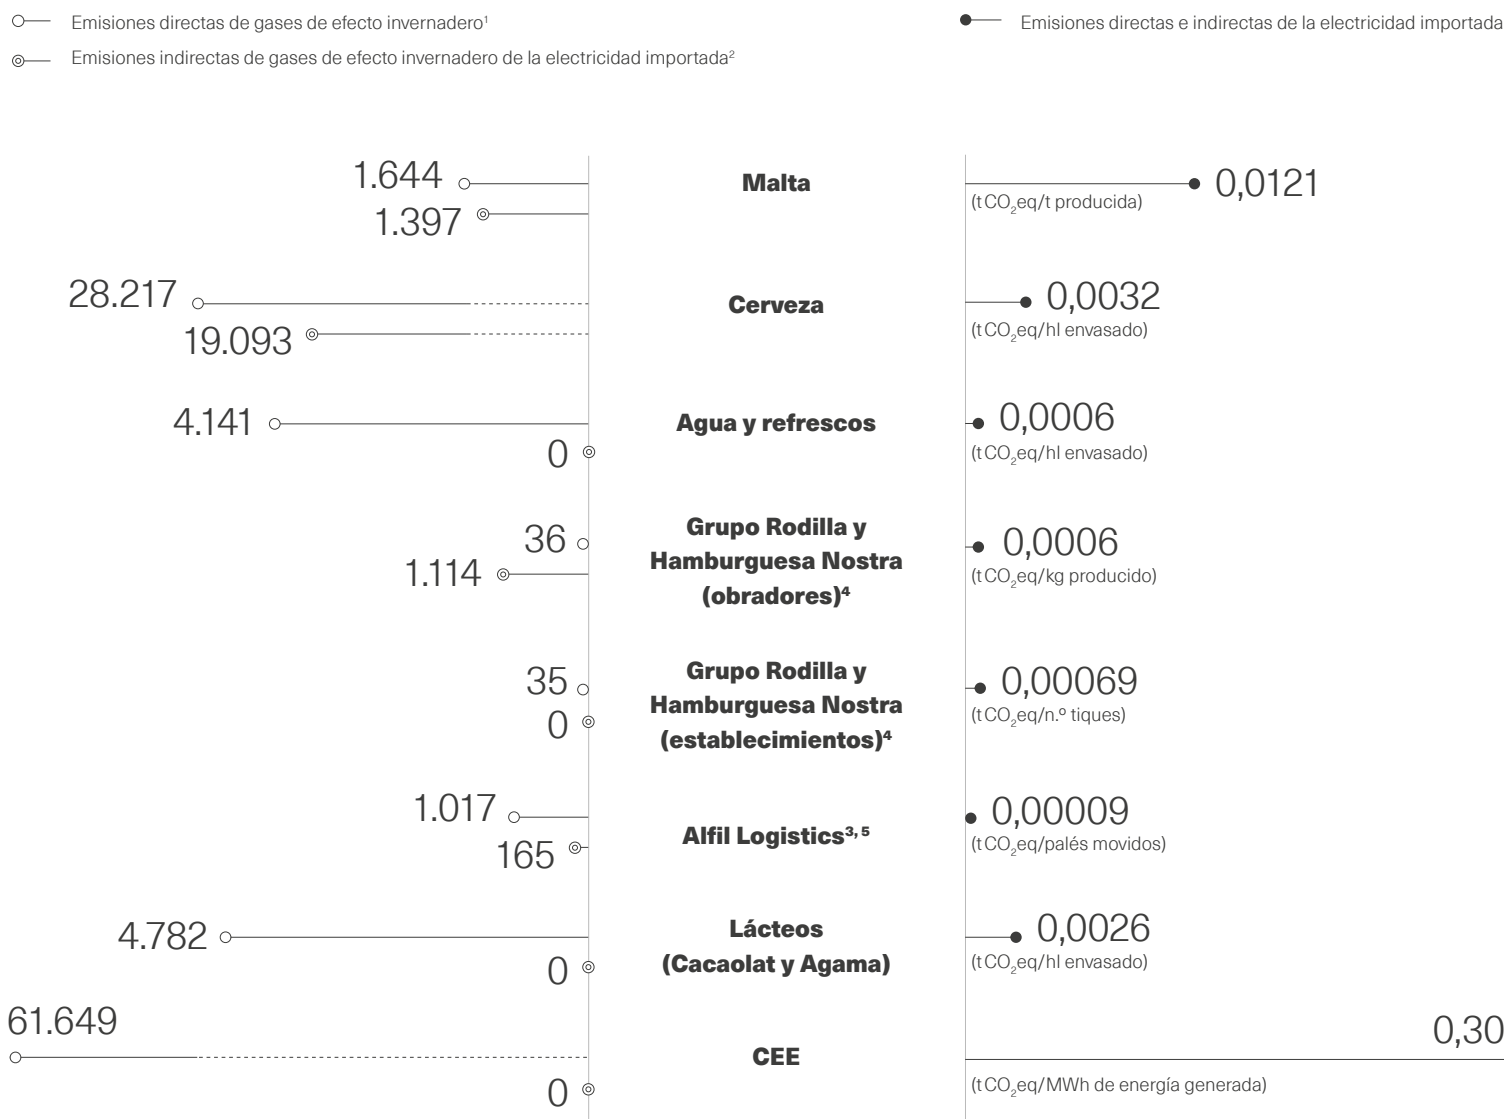 Emisiones directas de gases de efecto invernadero¹
Emisiones indirectas de gases de efecto invernadero de la electricidad importada²
Emisiones directas e indirectas de la electricidad importada
1.644
1.397
Malta
0,0121
(t CO₂eq/t producida)
28.217
19.093
Cerveza
0,0032
(t CO₂eq/hl envasado)
4.141
0
Agua y refrescos
0,0006
(t CO₂eq/hl envasado)
36
1.114
Grupo Rodilla y
Hamburguesa Nostra
(obradores)⁴
0,0006
(t CO₂eq/kg producido)
35
0
Grupo Rodilla y
Hamburguesa Nostra
(establecimientos)⁴
0,00069
(t CO₂eq/n.º tiques)
1.017
165
Alfil Logistics³, ⁵
0,00009
(t CO₂eq/palés movidos)
4.782
0
Lácteos
(Cacaolat y Agama)
0,0026
(t CO₂eq/hl envasado)
61.649
0
CEE
0,30
(t CO₂eq/MWh de energía generada)